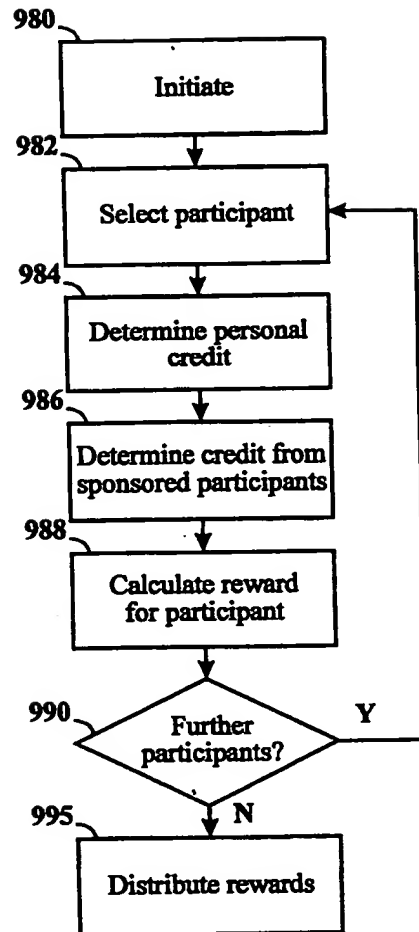 980
Initiate
982
Select participant
984
Determine personal
credit
986
Determine credit from
sponsored participants
988
Calculate reward
for participant
990
Further
participants?
Y
N
995
Distribute rewards